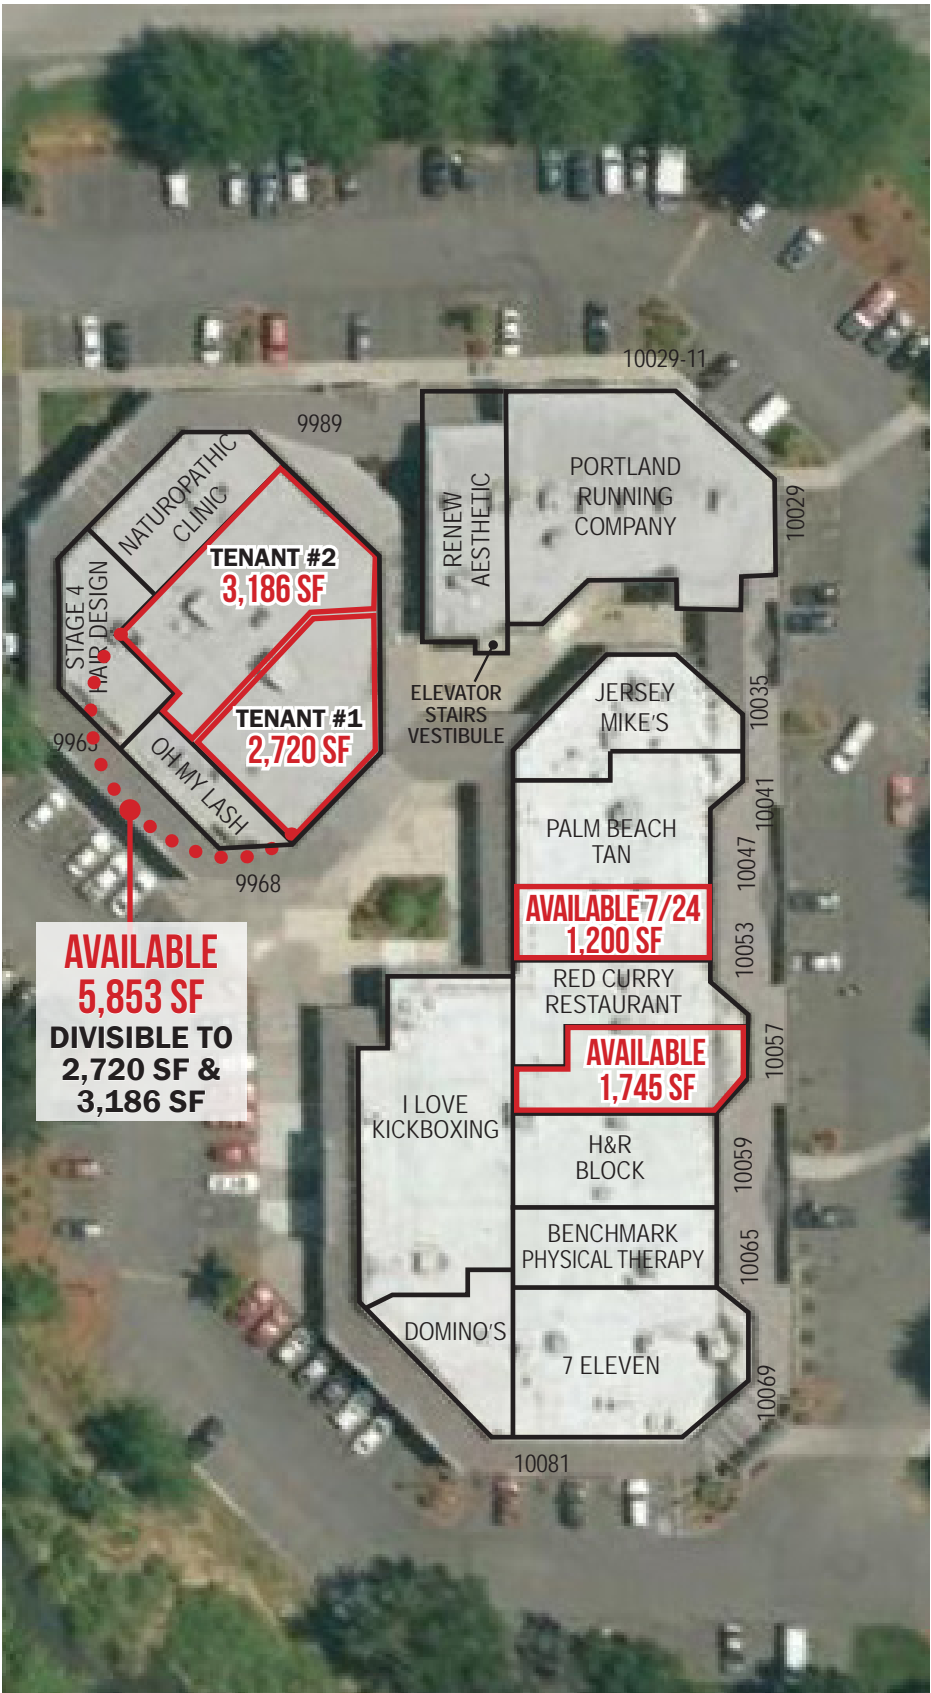 10029-11
9989
NATUROPATHIC
CLINIC
RENEW
AESTHETIC
PORTLAND
RUNNING
COMPANY
10029
TENANT #2
3,186 SF
STAGE 4
HAIR DESIGN
ELEVATOR
STAIRS
VESTIBULE
JERSEY
MIKE'S
10035
TENANT #1
2,720 SF
9965
OH MY LASH
9968
10041
PALM BEACH
TAN
10047
AVAILABLE 7/24
1,200 SF
10053
AVAILABLE
5,853 SF
DIVISIBLE TO
2,720 SF &
3,186 SF
RED CURRY
RESTAURANT
AVAILABLE
1,745 SF
10057
I LOVE
KICKBOXING
H&R
BLOCK
10059
BENCHMARK
PHYSICAL THERAPY
10065
DOMINO'S
7 ELEVEN
10069
10081